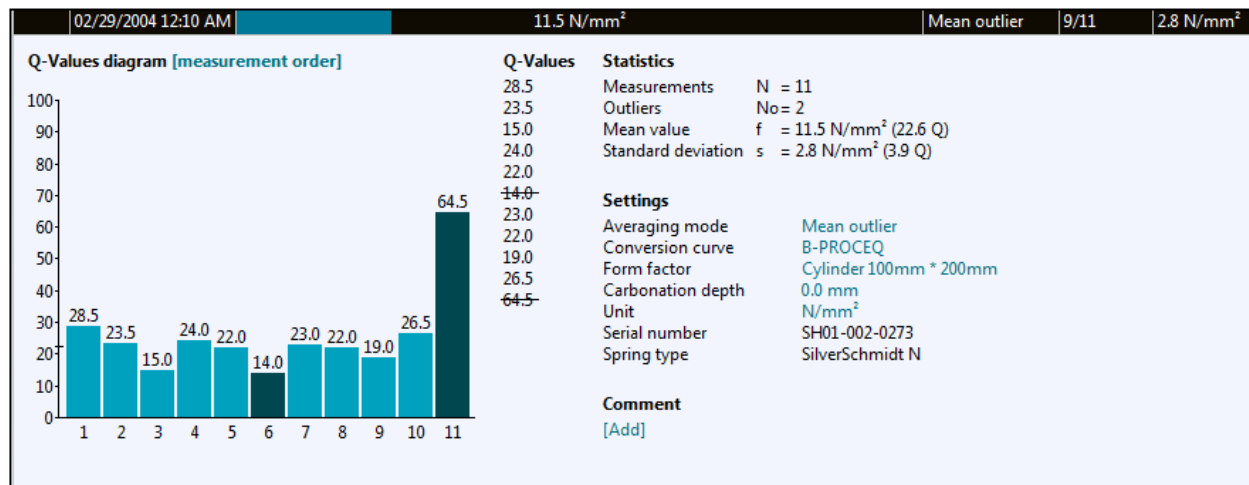 02/29/2004 12:10 AM 11.5 N/mm² Mean outlier 9/11 2.8 N/mm²
Q-Values diagram [measurement order]
100
90
80
70
60
50
40
30
20
10
0
28.5
23.5
15.0
24.0
22.0
14.0
23.0
22.0
19.0
26.5
64.5
1 2 3 4 5 6 7 8 9 10 11
Q-Values
28.5
23.5
15.0
24.0
22.0
14.0
23.0
22.0
19.0
26.5
64.5
Statistics
Measurements N = 11
Outliers No = 2
Mean value f = 11.5 N/mm² (22.6 Q)
Standard deviation s = 2.8 N/mm² (3.9 Q)
Settings
Averaging mode Mean outlier
Conversion curve B-PROCEQ
Form factor Cylinder 100mm * 200mm
Carbonation depth 0.0 mm
Unit N/mm²
Serial number SH01-002-0273
Spring type SilverSchmidt N
Comment
[Add]